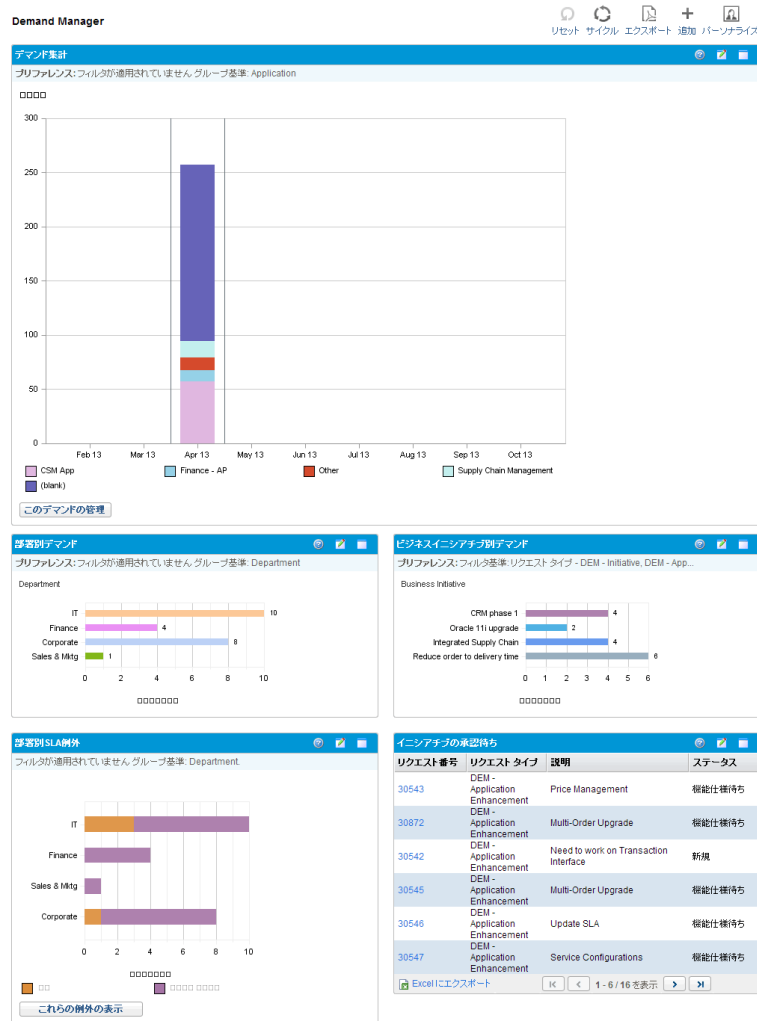 Demand Manager
リセット サイクル エクスポート 追加 パーソナライズ
デマンド集計
プリファレンス:フィルタが適用されていません グループ基準: Application
300
250
200
150
100
50
0
Feb 13 Mar 13 Apr 13 May 13 Jun 13 Jul 13 Aug 13 Sep 13 Oct 13
CSM App Finance - AP Other Supply Chain Management
(blank)
このデマンドの管理
部署別デマンド
プリファレンス:フィルタが適用されていません グループ基準: Department
Department
IT 10
Finance 4
Corporate 8
Sales & Mktg 1
0 2 4 6 8 10
ビジネスイニシアチブ別デマンド
プリファレンス:フィルタ基準:リクエスト タイプ - DEM - Initiative, DEM - App...
Business Initiative
CRM phase 1 4
Oracle 11i upgrade 2
Integrated Supply Chain 4
Reduce order to delivery time 6
0 1 2 3 4 5 6
部署別SLA例外
フィルタが適用されていません グループ基準: Department.
IT
Finance
Sales & Mktg
Corporate
0 2 4 6 8 10
これらの例外の表示
イニシアチブの承認待ち
リクエスト番号 リクエスト タイプ 説明 ステータス
30543 DEM - Application Enhancement Price Management 機能仕様待ち
30872 DEM - Application Enhancement Multi-Order Upgrade 機能仕様待ち
30542 DEM - Application Enhancement Need to work on Transaction Interface 新規
30545 DEM - Application Enhancement Multi-Order Upgrade 機能仕様待ち
30546 DEM - Application Enhancement Update SLA 機能仕様待ち
30547 DEM - Application Enhancement Service Configurations 機能仕様待ち
Excelにエクスポート 1 - 6 / 16 を表示